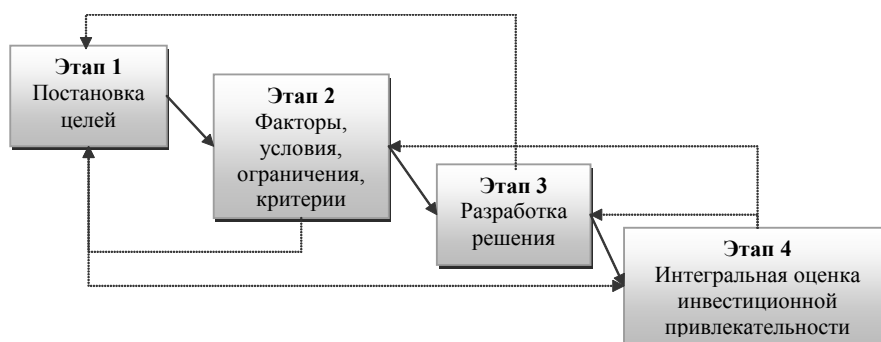 Этап 1
Постановка
целей
Этап 2
Факторы,
условия,
ограничения,
критерии
Этап 3
Разработка
решения
Этап 4
Интегральная оценка
инвестиционной
привлекательности